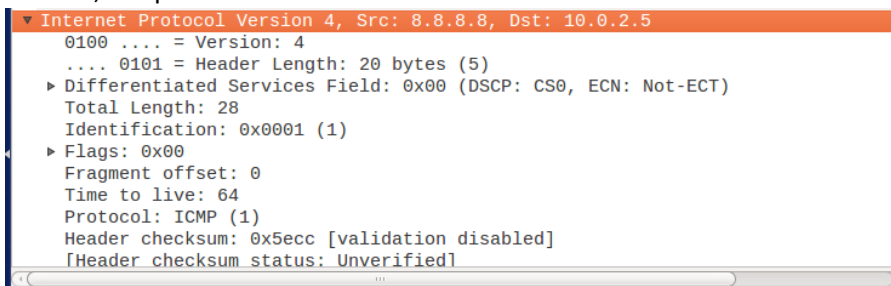 Internet Protocol Version 4, Src: 8.8.8.8, Dst: 10.0.2.5
0100 .... = Version: 4
.... 0101 = Header Length: 20 bytes (5)
Differentiated Services Field: 0x00 (DSCP: CS0, ECN: Not-ECT)
Total Length: 28
Identification: 0x0001 (1)
Flags: 0x00
Fragment offset: 0
Time to live: 64
Protocol: ICMP (1)
Header checksum: 0x5ecc [validation disabled]
[Header checksum status: Unverified]